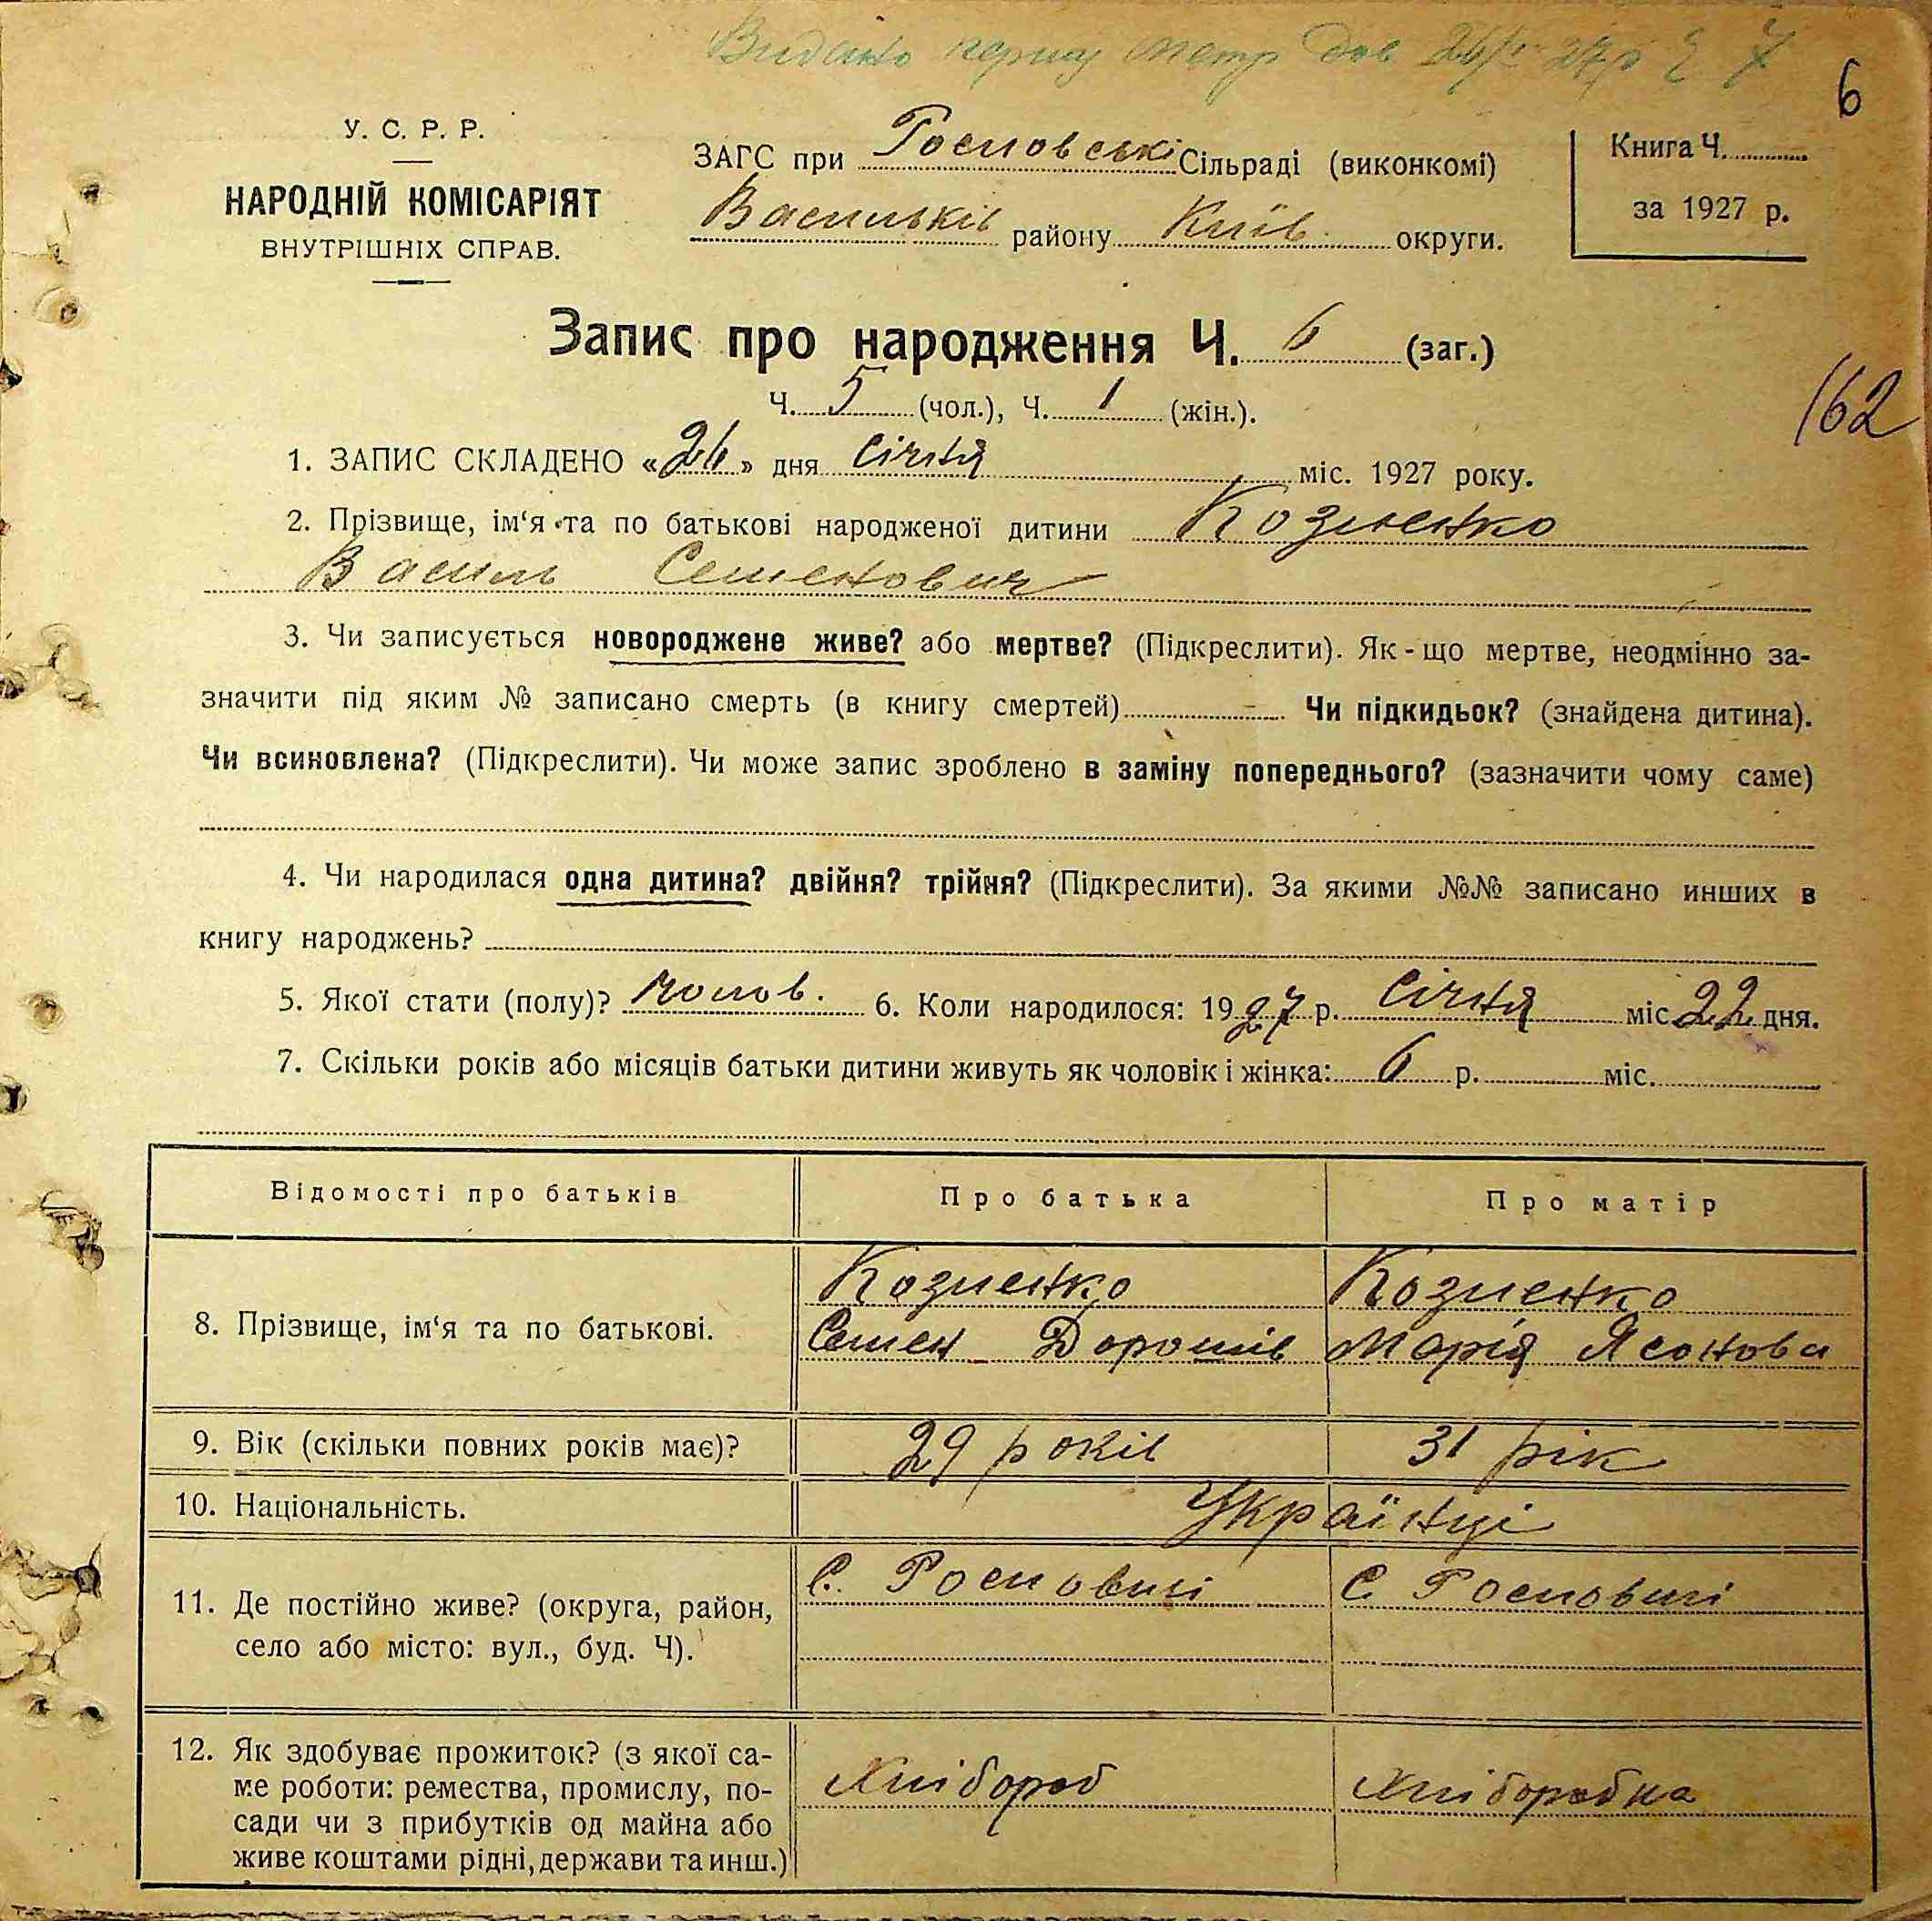 Видано першу метр дов 26/I-27р Ч 7
6
У. С. Р. Р.
НАРОДНІЙ КОМІСАРІЯТ
ВНУТРІШНІХ СПРАВ.
ЗАГС при Рославські Сільраді (виконкомі)
Васильків району Київ. округи.
Книга Ч.
за 1927 р.
Запис про народження Ч. 6 (заг.)
Ч. 5 (чол.), Ч. 1 (жін.).
162
1. ЗАПИС СКЛАДЕНО «26» дня Січня міс. 1927 року.
2. Прізвище, ім‘я та по батькові народженої дитини Козленко
Василь Семенович
3. Чи записується новороджене живе? або мертве? (Підкреслити). Як-що мертве, неодмінно за-
значити під яким № записано смерть (в книгу смертей) - Чи підкидьок? (знайдена дитина).
Чи всиновлена? (Підкреслити). Чи може запис зроблено в заміну попереднього? (зазначити чому саме)
4. Чи народилася одна дитина? двійня? трійня? (Підкреслити). За якими №№ записано инших в
книгу народжень?
5. Якої стати (полу)? чолов. 6. Коли народилося: 1927 р. Січня міс. 22 дня.
7. Скільки років або місяців батьки дитини живуть як чоловік і жінка: 6 р. міс.
Відомості про батьків
Про батька
Про матір
8. Прізвище, ім‘я та по батькові.
Козленко
Семен Дорошів
Козленко
Марія Ясонова
9. Вік (скільки повних років має)?
29 років
31 рік
10. Національність.
Українці
11. Де постійно живе? (округа, район,
село або місто: вул., буд. Ч).
С.
С
12. Як здобуває прожиток? (з якої са-
ме роботи: ремества, промислу, по-
сади чи з прибутків од майна або
живе коштами рідні, держави та инш.)
Хлібороб
Хліборобка